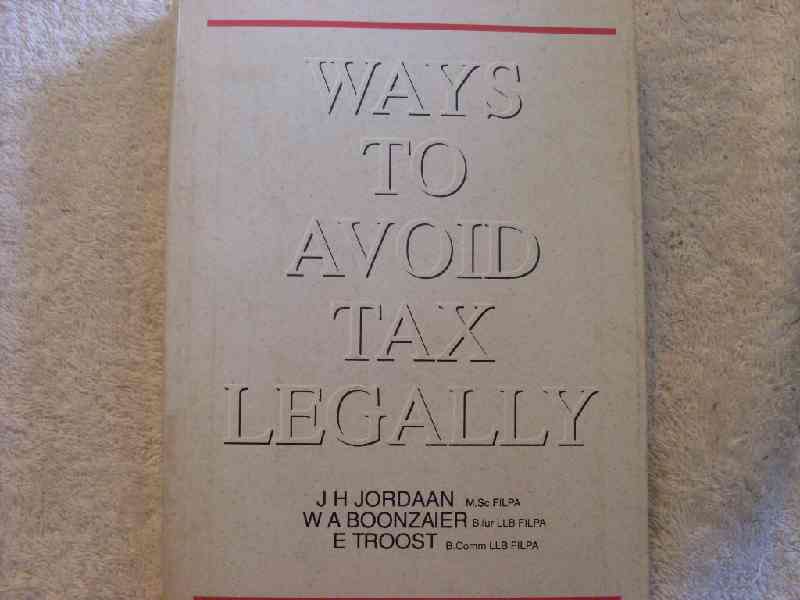 WAYS
TO
AVOID
TAX
LEGALLY
J H JORDAAN M.Sc FILPA
W A BOONZAIER B.Iur LLB FILPA
E TROOST B.Comm LLB FILPA